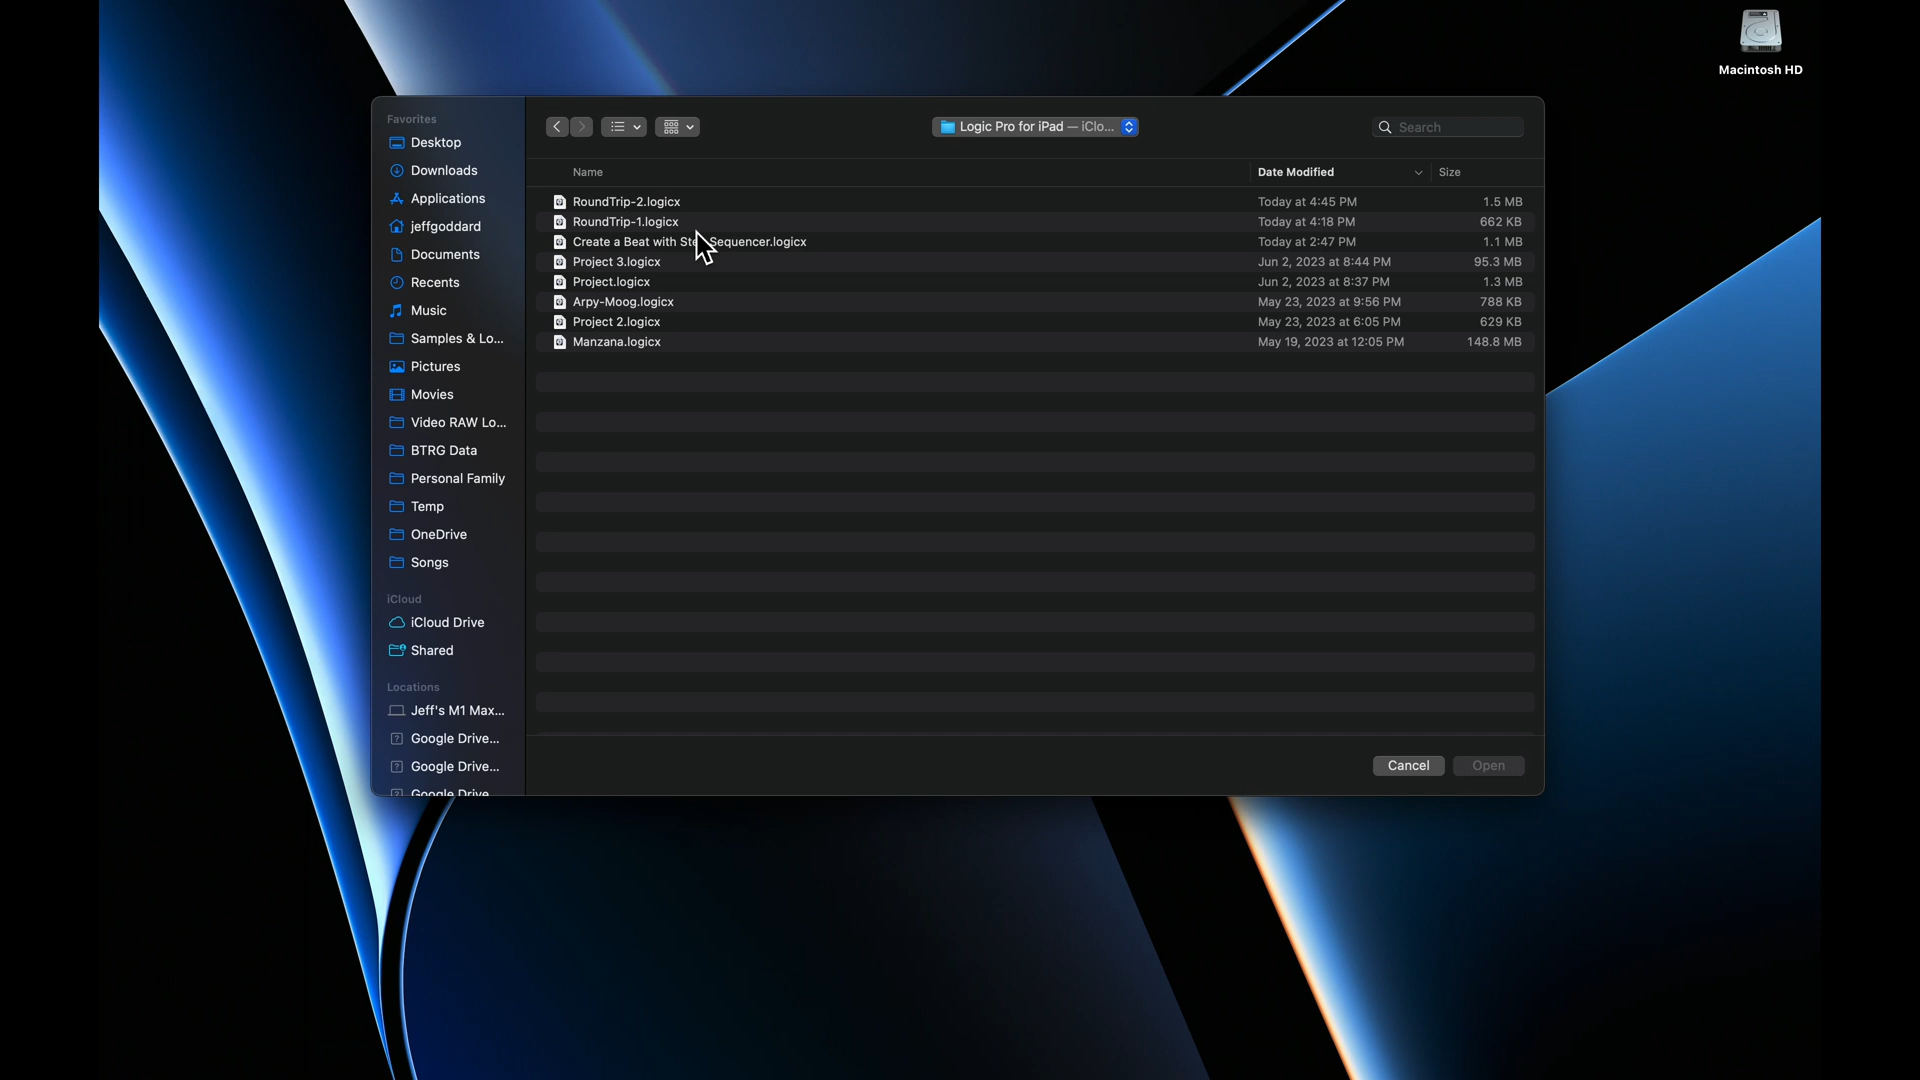 Macintosh HD
Favorites
Desktop
Downloads
Applications
jeffgoddard
Documents
Recents
Music
Samples & Lo...
Pictures
Movies
Video RAW Lo...
BTRG Data
Personal Family
Temp
OneDrive
Songs
iCloud
iCloud Drive
Shared
Locations
Jeff's M1 Max...
Google Drive...
Google Drive...
Google Drive
Logic Pro for iPad — iClo...
Search
Name Date Modified Size
RoundTrip-2.logicx Today at 4:45 PM 1.5 MB
RoundTrip-1.logicx Today at 4:18 PM 662 KB
Create a Beat with Sequencer.logicx Today at 2:47 PM 1.1 MB
Project 3.logicx Jun 2, 2023 at 8:44 PM 95.3 MB
Project.logicx Jun 2, 2023 at 8:37 PM 1.3 MB
Arpy-Moog.logicx May 23, 2023 at 9:56 PM 788 KB
Project 2.logicx May 23, 2023 at 6:05 PM 629 KB
Manzana.logicx May 19, 2023 at 12:05 PM 148.8 MB
Cancel Open